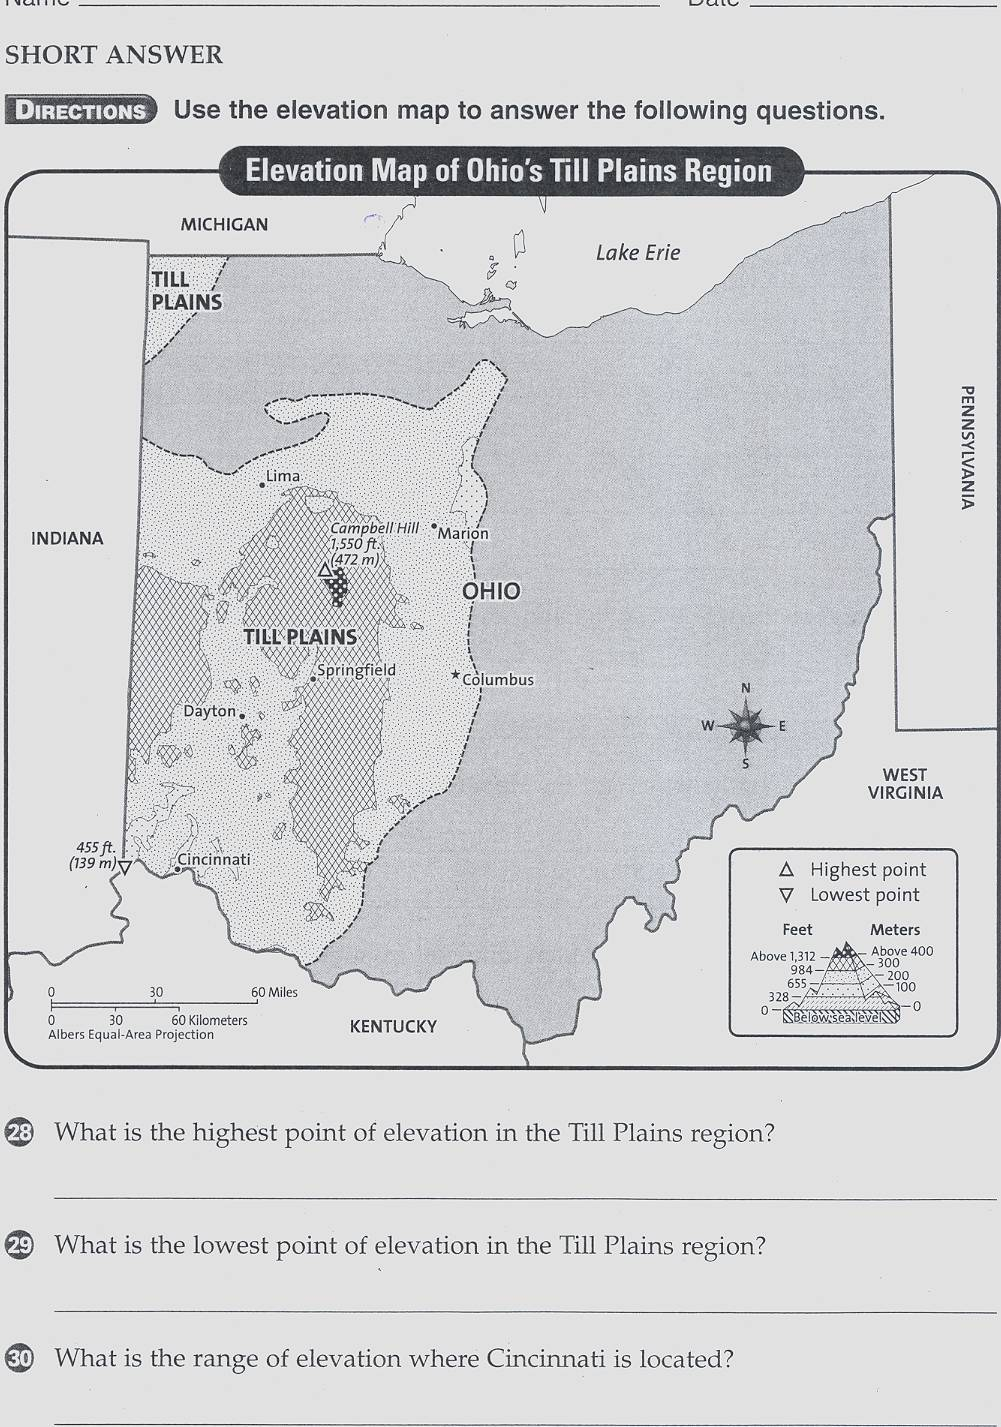 Name
Date
SHORT ANSWER
DIRECTIONS Use the elevation map to answer the following questions.
Elevation Map of Ohio's Till Plains Region
MICHIGAN
Lake Erie
TILL
PLAINS
PENNSYLVANIA
Lima
INDIANA
Campbell Hill
1,550 ft.
(472 m)
Marion
OHIO
TILL PLAINS
Springfield
Columbus
Dayton
N
W E
S
WEST
VIRGINIA
455 ft.
(139 m)
Cincinnati
Highest point
Lowest point
Feet Meters
Above 1,312 Above 400
984 300
655 200
328 100
0 0
Below sea level
0 30 60 Miles
0 30 60 Kilometers
Albers Equal-Area Projection
KENTUCKY
28 What is the highest point of elevation in the Till Plains region?
29 What is the lowest point of elevation in the Till Plains region?
30 What is the range of elevation where Cincinnati is located?